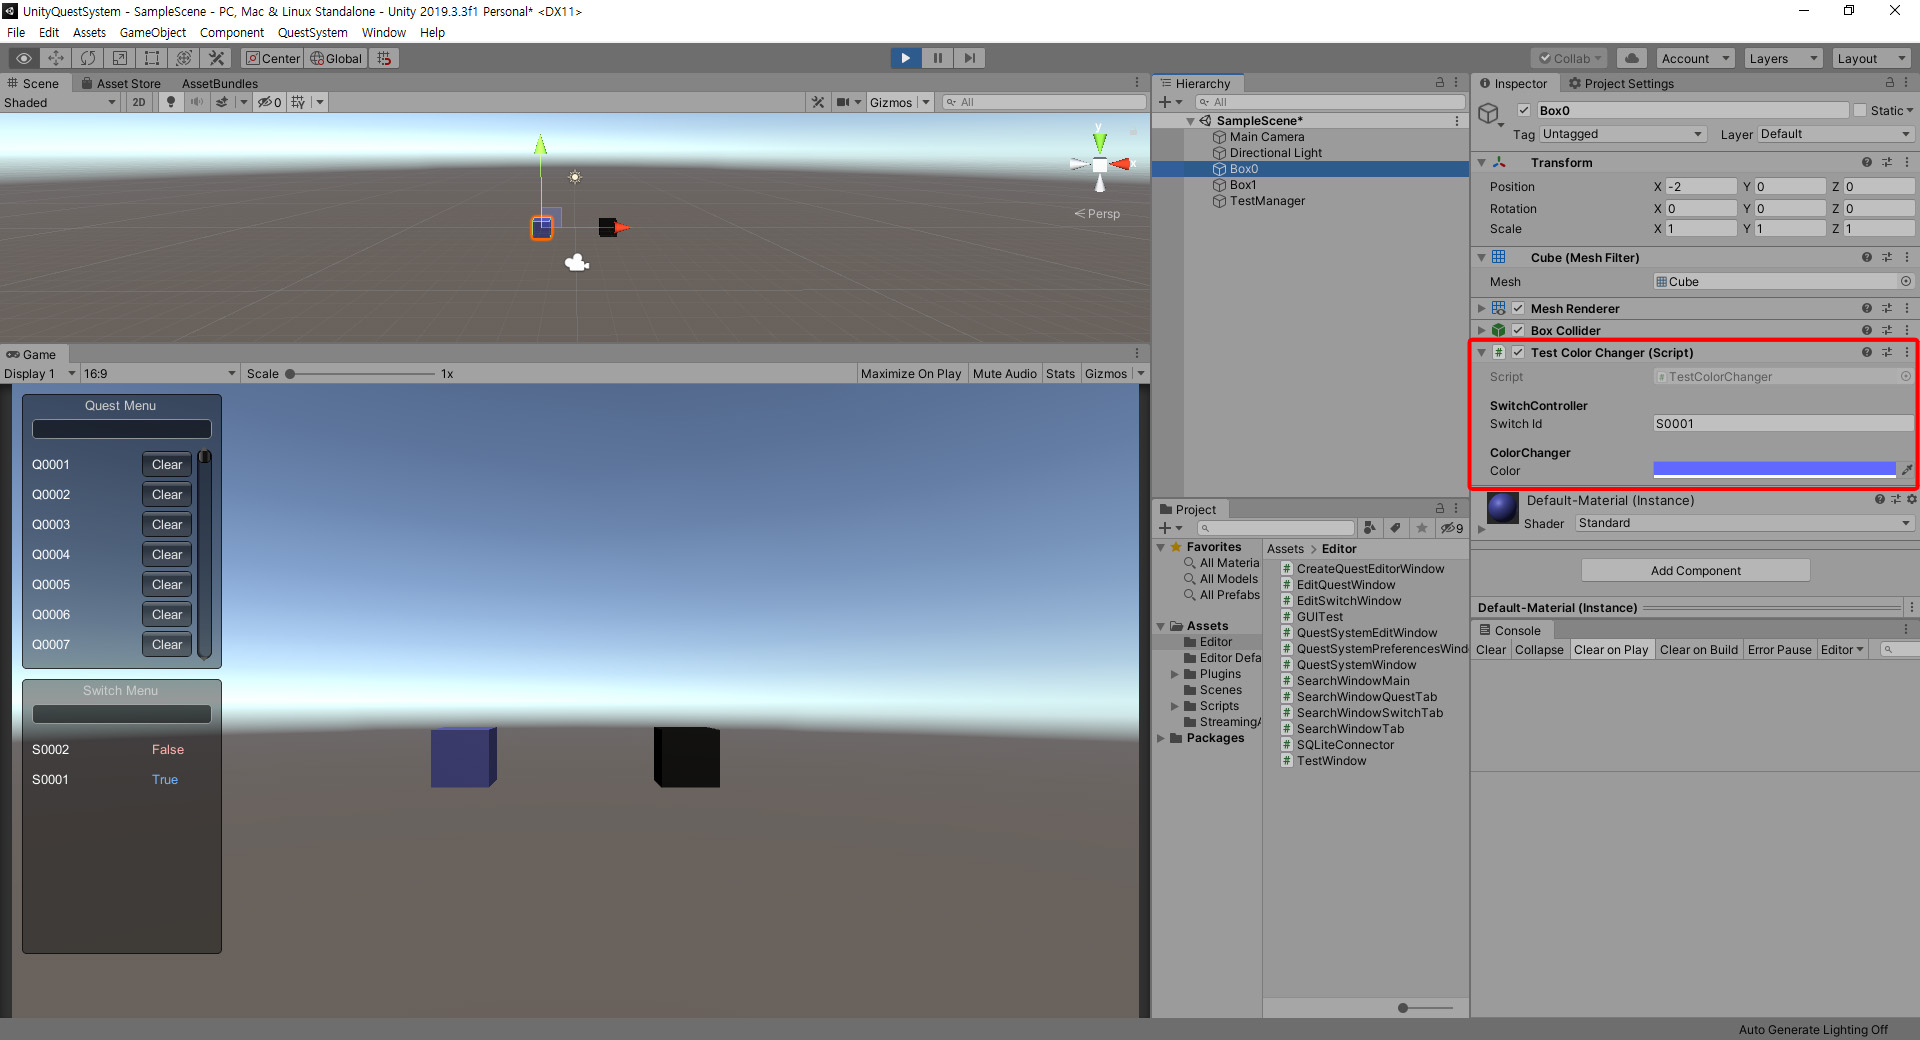 UnityQuestSystem - SampleScene - PC, Mac & Linux Standalone - Unity 2019.3.3f1 Personal* <DX11>
File Edit Assets GameObject Component QuestSystem Window Help
Center Global Collab Account Layers Layout
Scene Asset Store AssetBundles
Shaded 2D 0 Gizmos All
y
x
Persp
Game
Display 1 16:9 Scale 1x Maximize On Play Mute Audio Stats Gizmos
Quest Menu
Q0001 Clear
Q0002 Clear
Q0003 Clear
Q0004 Clear
Q0005 Clear
Q0006 Clear
Q0007 Clear
Switch Menu
S0002 False
S0001 True
Hierarchy
All
SampleScene*
Main Camera
Directional Light
Box0
Box1
TestManager
Project
9
Favorites
All Materia
All Models
All Prefabs
Assets
Editor
Editor Defa
Plugins
Scenes
Scripts
StreamingA
Packages
Assets > Editor
CreateQuestEditorWindow
EditQuestWindow
EditSwitchWindow
GUITest
QuestSystemEditWindow
QuestSystemPreferencesWind
QuestSystemWindow
SearchWindowMain
SearchWindowQuestTab
SearchWindowSwitchTab
SearchWindowTab
SQLiteConnector
TestWindow
Inspector Project Settings
Box0 Static
Tag Untagged Layer Default
Transform
Position X -2 Y 0 Z 0
Rotation X 0 Y 0 Z 0
Scale X 1 Y 1 Z 1
Cube (Mesh Filter)
Mesh Cube
Mesh Renderer
Box Collider
Test Color Changer (Script)
Script TestColorChanger
SwitchController
Switch Id S0001
ColorChanger
Color
Default-Material (Instance)
Shader Standard
Add Component
Default-Material (Instance)
Console
Clear Collapse Clear on Play Clear on Build Error Pause Editor
Auto Generate Lighting Off